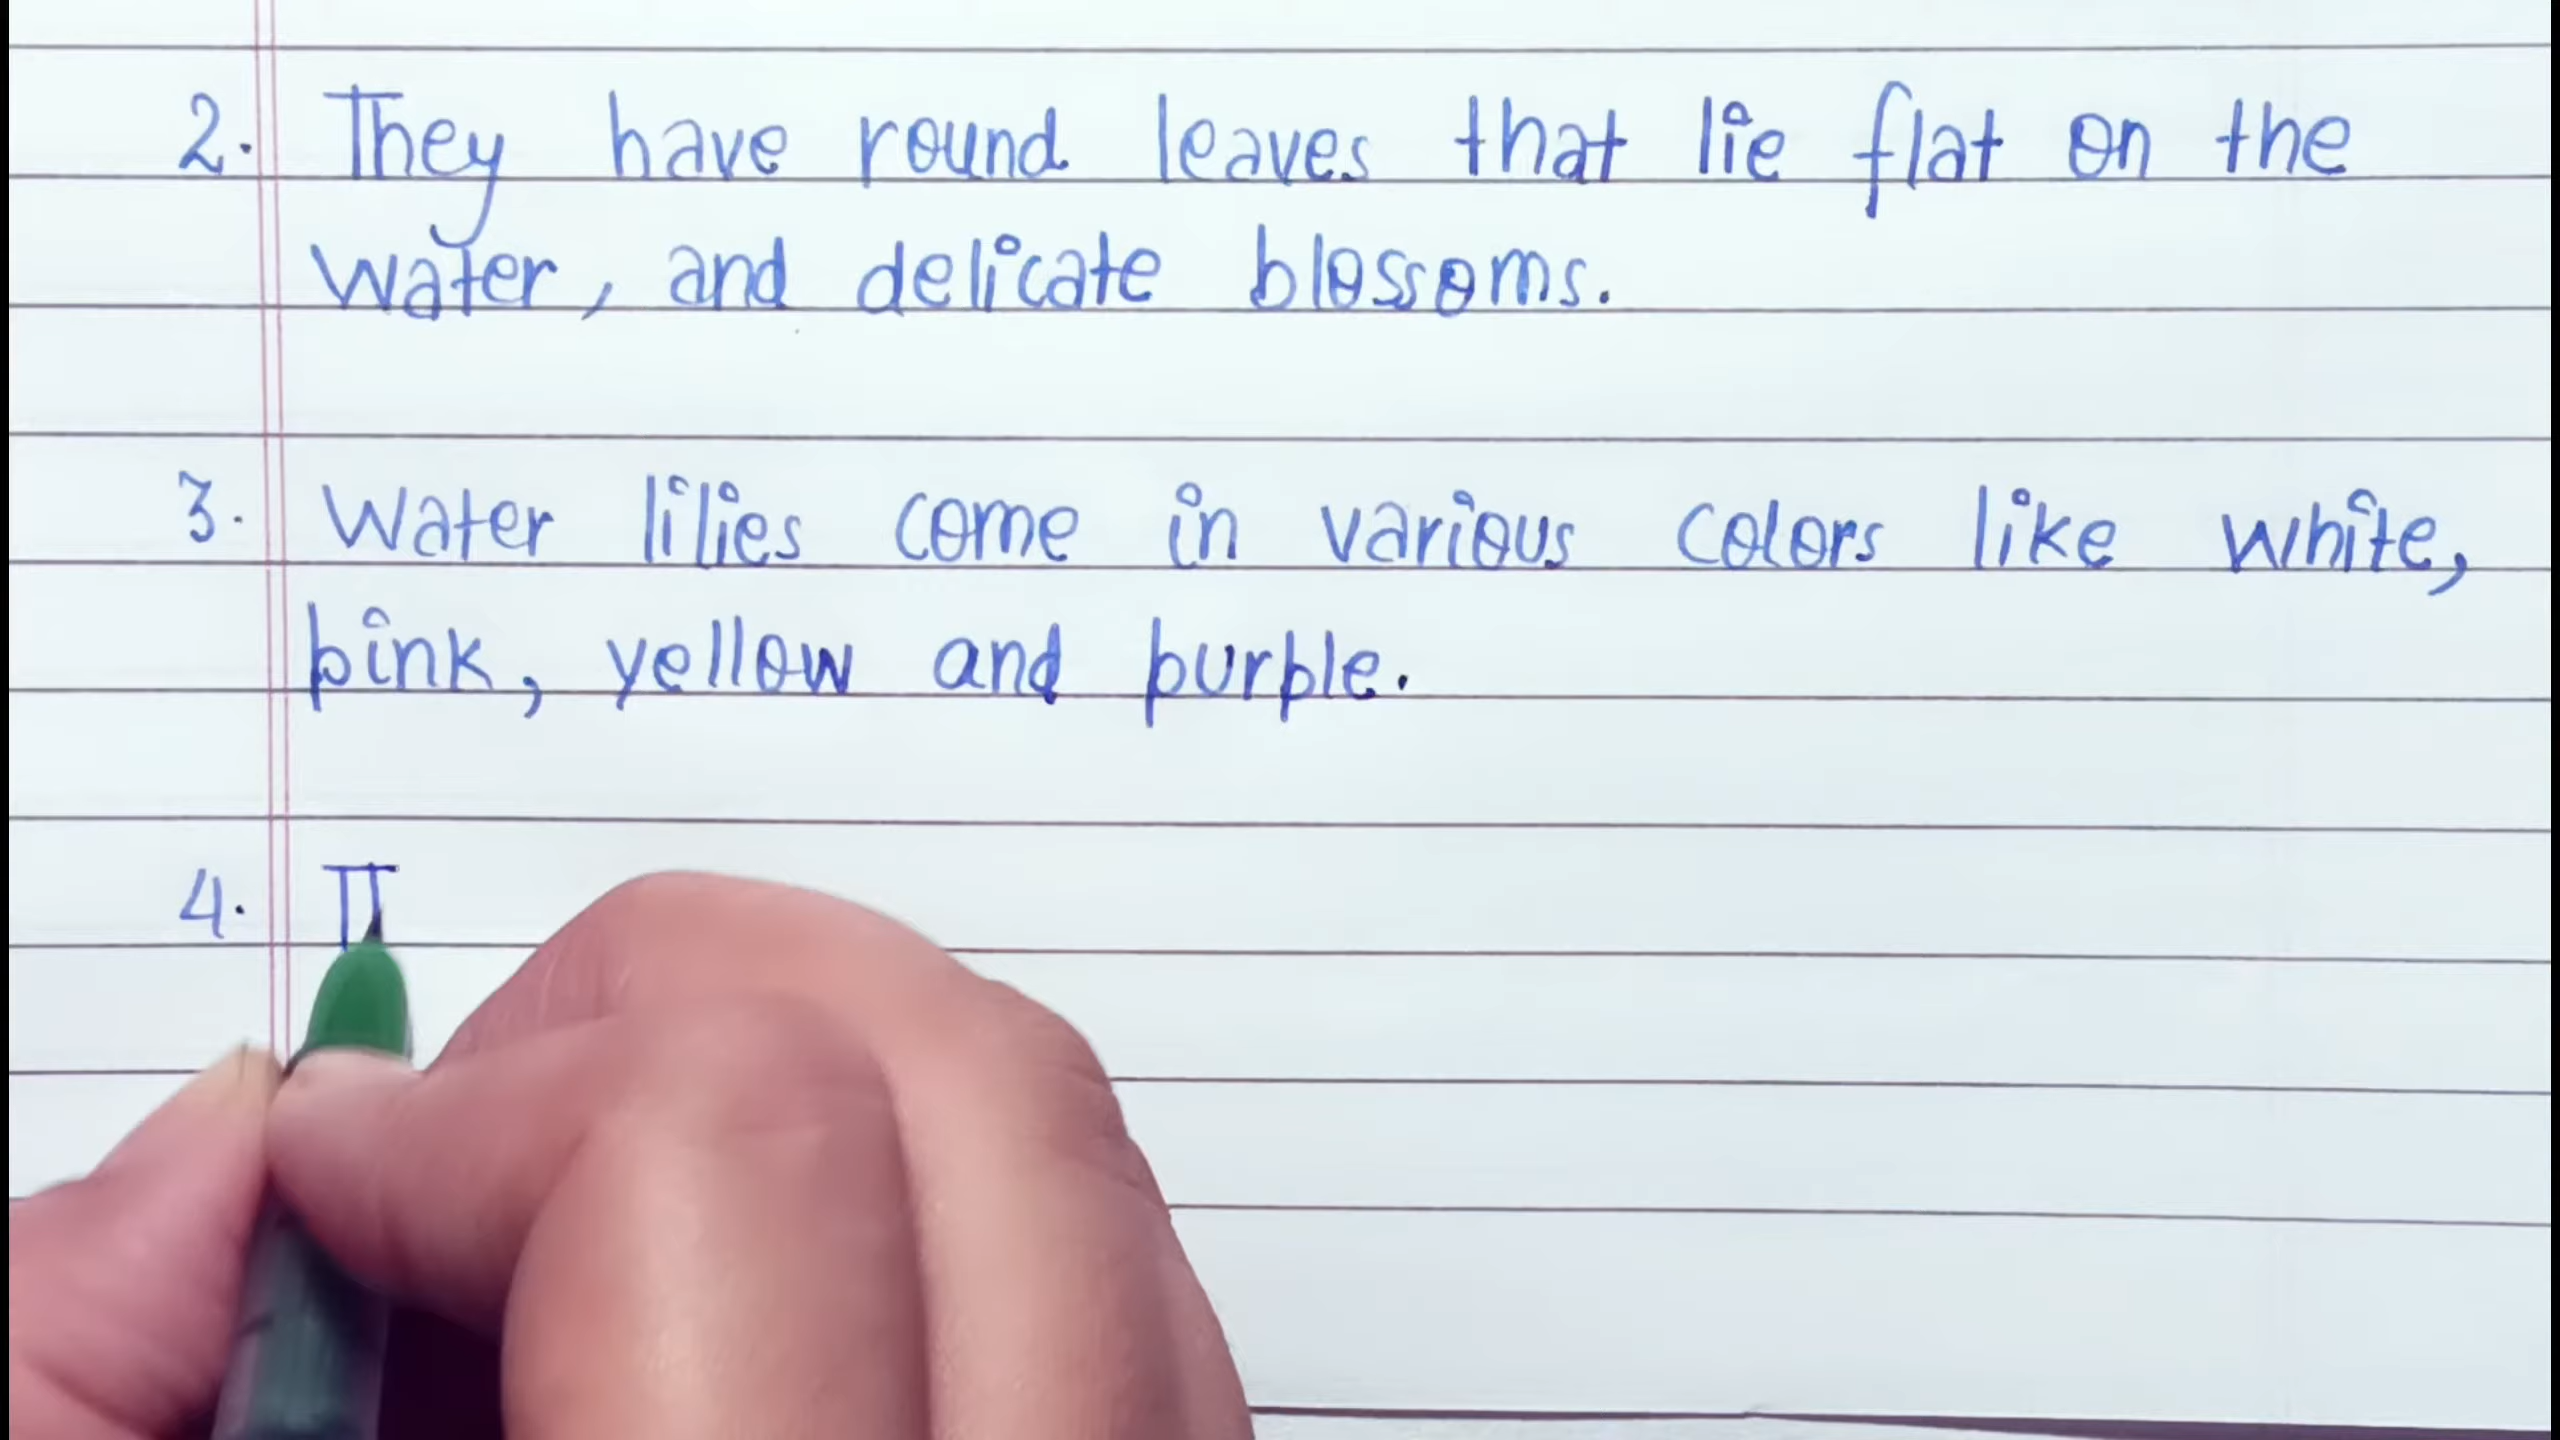 2. They have round leaves that lie flat on the
water, and delicate blossoms.
3. Water lilies come in various colors like white,
pink, yellow and purple.
4. T